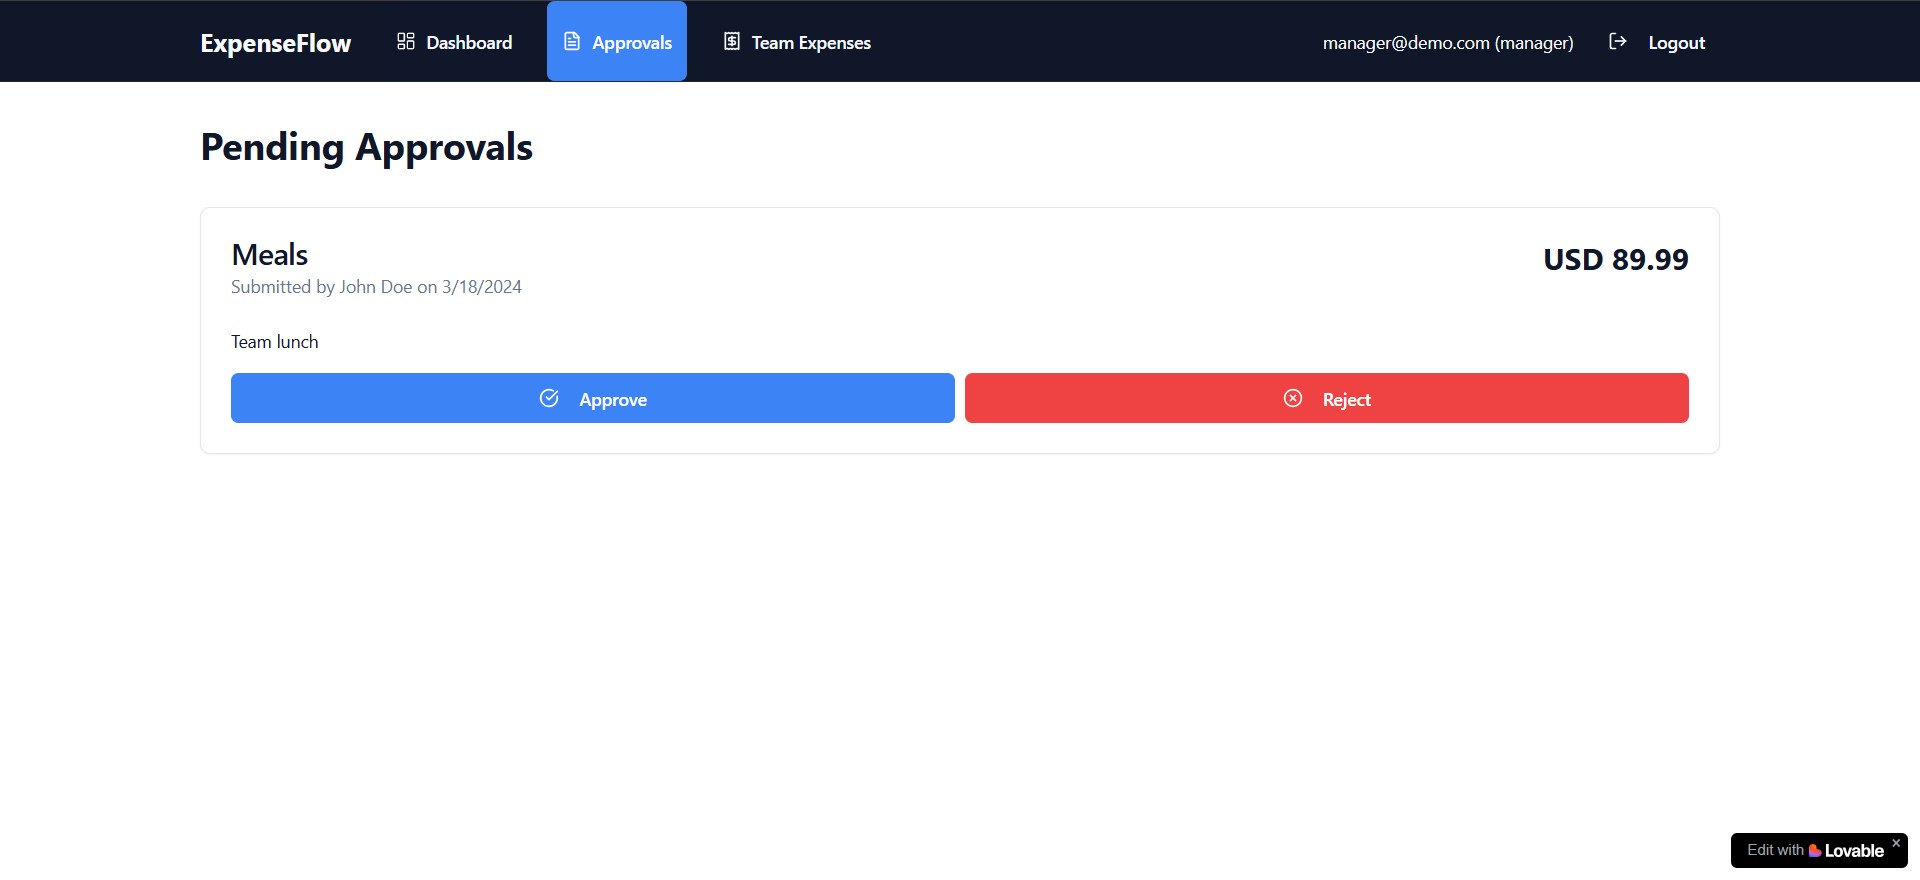 ExpenseFlow
Dashboard
Approvals
Team Expenses
manager@demo.com (manager)
Logout
Pending Approvals
Meals
USD 89.99
Submitted by John Doe on 3/18/2024
Team lunch
Approve
Reject
Edit with Lovable ×